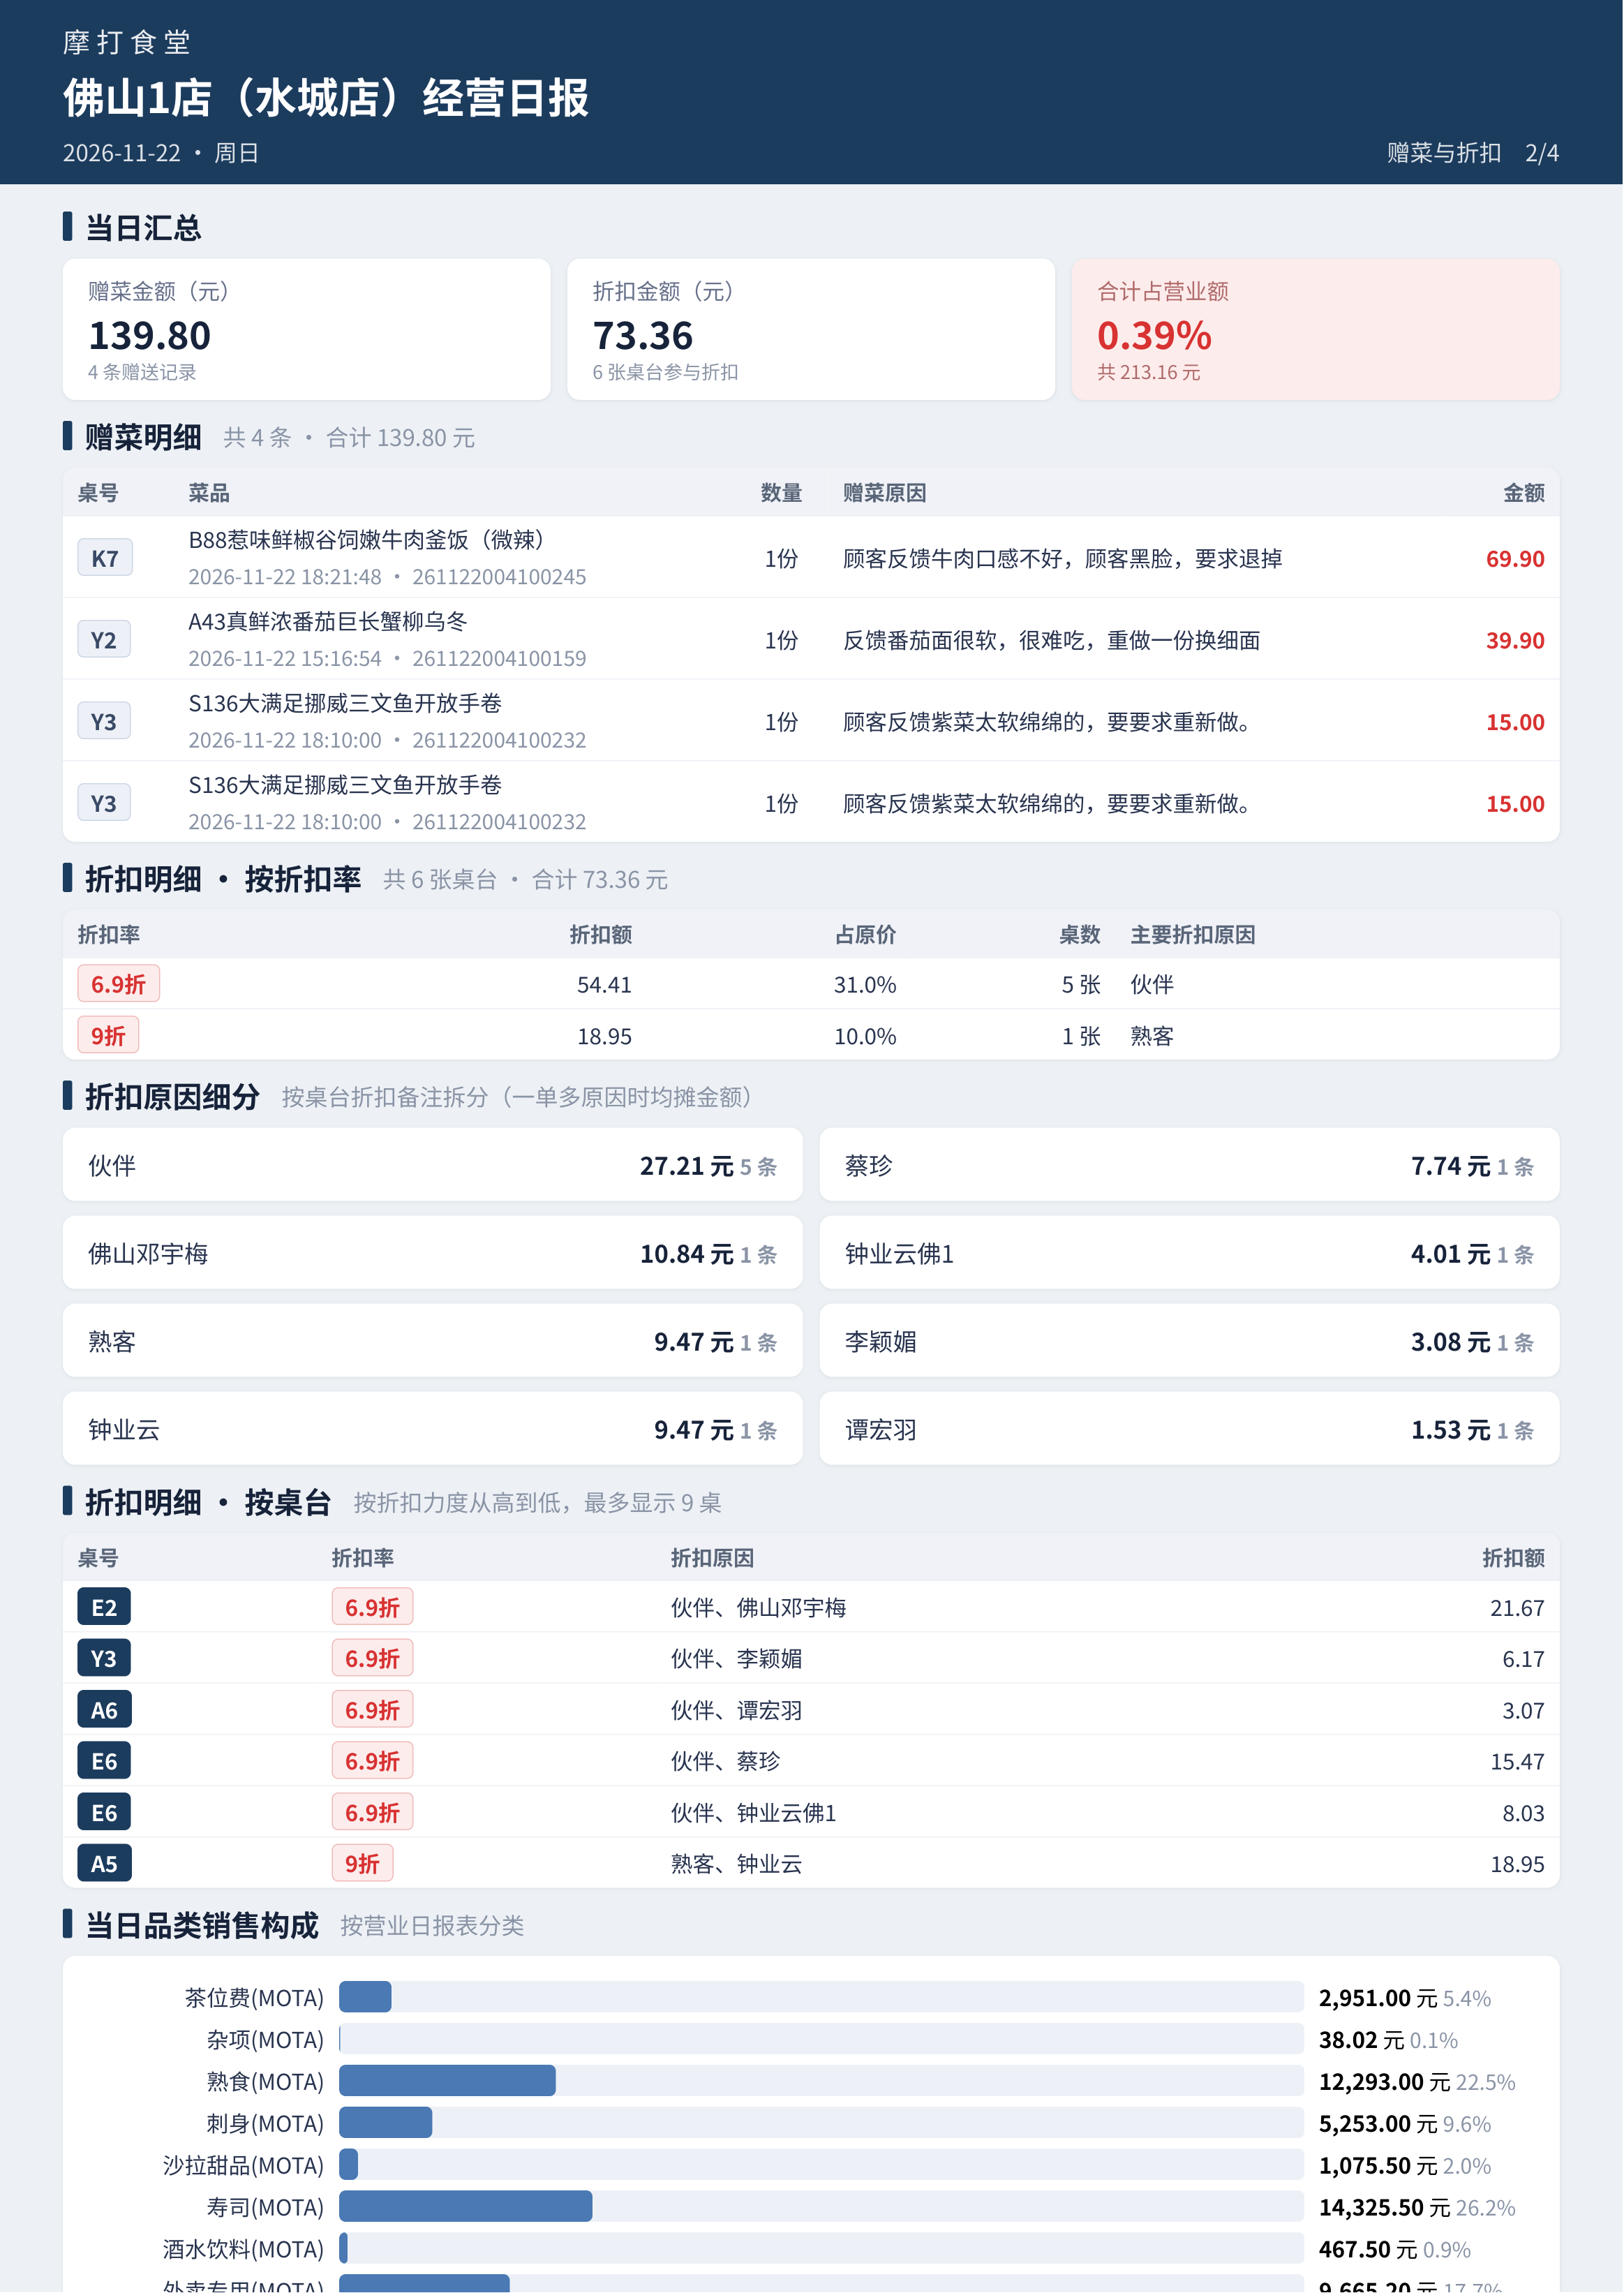 摩打食堂
佛山1店（水城店）经营日报
2026-11-22 • 周日
赠菜与折扣 2/4
当日汇总
赠菜金额（元）
139.80
4 条赠送记录
折扣金额（元）
73.36
6 张桌台参与折扣
合计占营业额
0.39%
共 213.16 元
赠菜明细 共 4 条 • 合计 139.80 元
桌号 菜品 数量 赠菜原因 金额
K7 B88惹味鲜椒谷饲嫩牛肉釜饭（微辣） 1份 顾客反馈牛肉口感不好，顾客黑脸，要求退掉 69.90
2026-11-22 18:21:48 • 261122004100245
Y2 A43真鲜浓番茄巨长蟹柳乌冬 1份 反馈番茄面很软，很难吃，重做一份换细面 39.90
2026-11-22 15:16:54 • 261122004100159
Y3 S136大满足挪威三文鱼开放手卷 1份 顾客反馈紫菜太软绵绵的，要要求重新做。 15.00
2026-11-22 18:10:00 • 261122004100232
Y3 S136大满足挪威三文鱼开放手卷 1份 顾客反馈紫菜太软绵绵的，要要求重新做。 15.00
2026-11-22 18:10:00 • 261122004100232
折扣明细 • 按折扣率 共 6 张桌台 • 合计 73.36 元
折扣率 折扣额 占原价 桌数 主要折扣原因
6.9折 54.41 31.0% 5 张 伙伴
9折 18.95 10.0% 1 张 熟客
折扣原因细分 按桌台折扣备注拆分（一单多原因时均摊金额）
伙伴 27.21 元 5 条
蔡珍 7.74 元 1 条
佛山邓宇梅 10.84 元 1 条
钟业云佛1 4.01 元 1 条
熟客 9.47 元 1 条
李颖媚 3.08 元 1 条
钟业云 9.47 元 1 条
谭宏羽 1.53 元 1 条
折扣明细 • 按桌台 按折扣力度从高到低，最多显示 9 桌
桌号 折扣率 折扣原因 折扣额
E2 6.9折 伙伴、佛山邓宇梅 21.67
Y3 6.9折 伙伴、李颖媚 6.17
A6 6.9折 伙伴、谭宏羽 3.07
E6 6.9折 伙伴、蔡珍 15.47
E6 6.9折 伙伴、钟业云佛1 8.03
A5 9折 熟客、钟业云 18.95
当日品类销售构成 按营业日报表分类
茶位费(MOTA) 2,951.00 元 5.4%
杂项(MOTA) 38.02 元 0.1%
熟食(MOTA) 12,293.00 元 22.5%
刺身(MOTA) 5,253.00 元 9.6%
沙拉甜品(MOTA) 1,075.50 元 2.0%
寿司(MOTA) 14,325.50 元 26.2%
酒水饮料(MOTA) 467.50 元 0.9%
外卖专用(MOTA) 9,665.20 元 17.7%